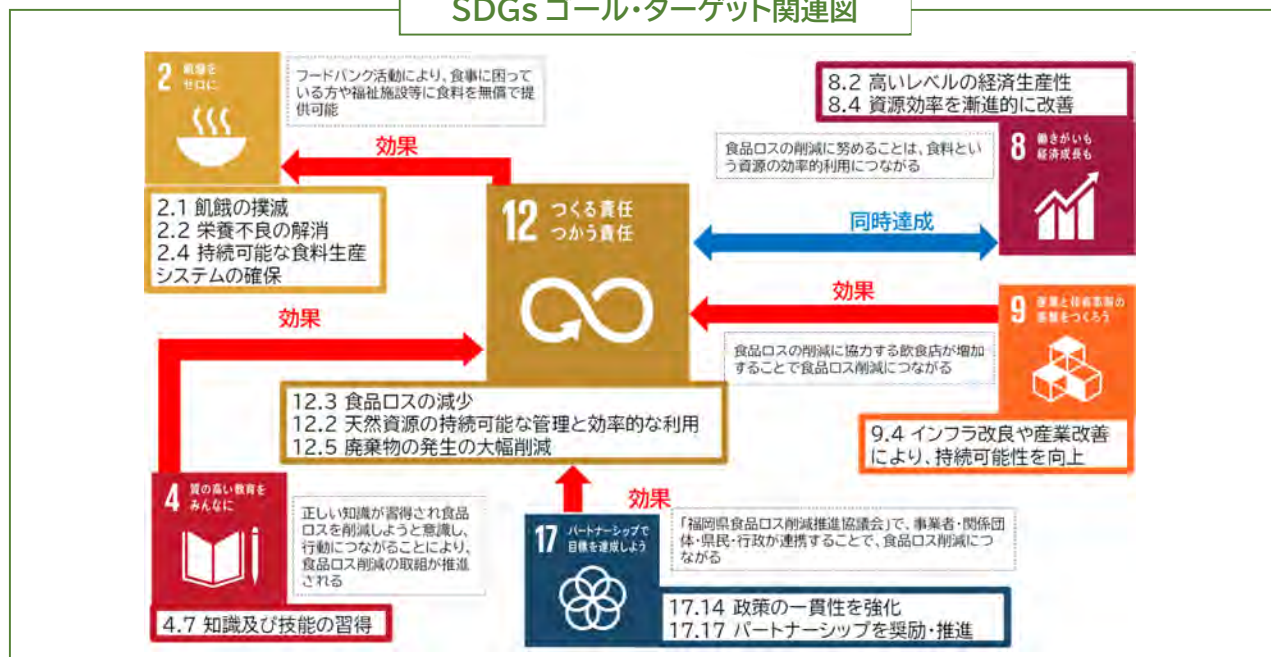 SDGs ゴール・ターゲット関連図
2 飢餓を
ゼロに
フードバンク活動により、食事に困って
いる方や福祉施設等に食料を無償で提
供可能
効果
2.1 飢餓の撲滅
2.2 栄養不良の解消
2.4 持続可能な食料生産
システムの確保
8.2 高いレベルの経済生産性
8.4 資源効率を漸進的に改善
食品ロスの削減に努めることは、食料とい
う資源の効率的利用につながる
8 働きがいも
経済成長も
12 つくる責任
つかう責任
同時達成
効果
9 産業と技術革新の
基盤をつくろう
食品ロスの削減に協力する飲食店が増加
することで食品ロス削減につながる
9.4 インフラ改良や産業改善
により、持続可能性を向上
効果
12.3 食品ロスの減少
12.2 天然資源の持続可能な管理と効率的な利用
12.5 廃棄物の発生の大幅削減
4 質の高い教育を
みんなに
正しい知識が習得され食品
ロスを削減しようと意識し、
行動につながることにより、
食品ロス削減の取組が推進
される
4.7 知識及び技能の習得
効果
17 パートナーシップで
目標を達成しよう
「福岡県食品ロス削減推進協議会」で、事業者・関係団
体・県民・行政が連携することで、食品ロス削減につ
ながる
17.14 政策の一貫性を強化
17.17 パートナーシップを奨励・推進